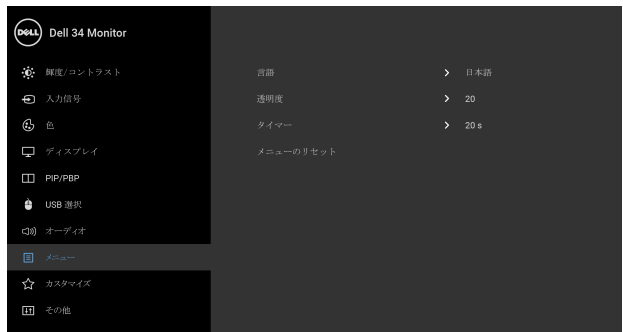 DELL Dell 34 Monitor
輝度/コントラスト
入力信号
色
ディスプレイ
PIP/PBP
USB 選択
オーディオ
メニュー
カスタマイズ
その他
言語 日本語
透明度 20
タイマー 20 s
メニューのリセット